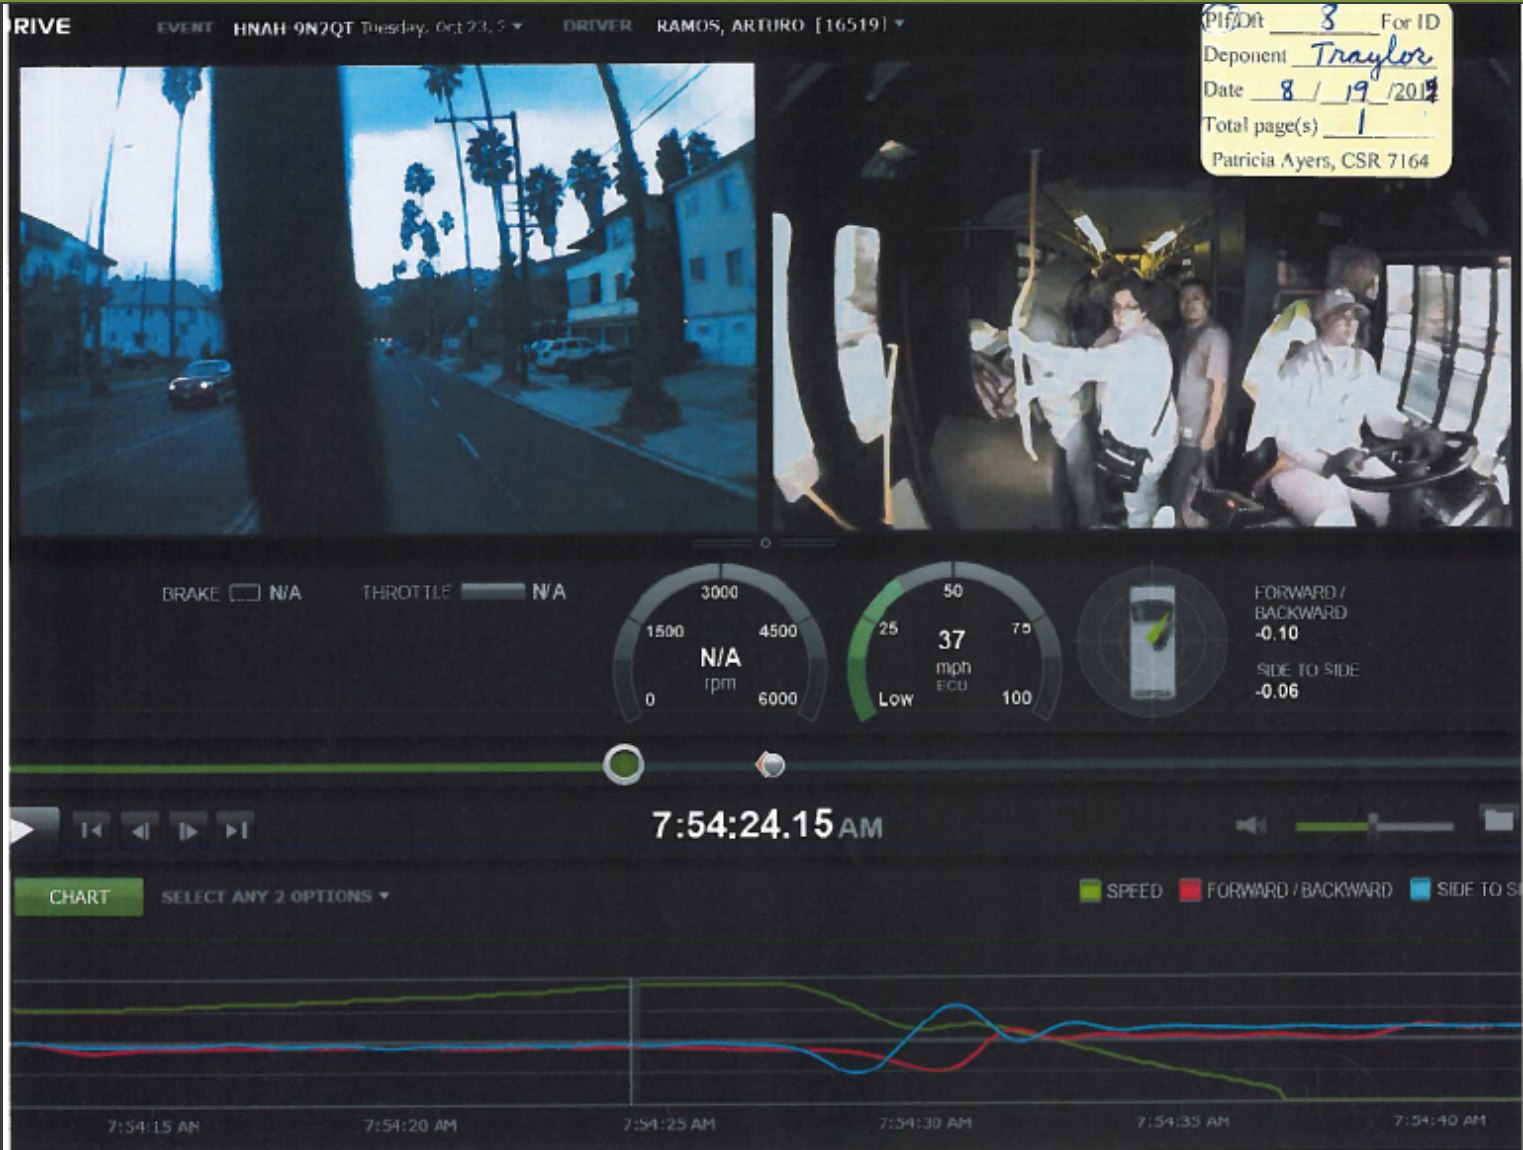 RIVE EVENT HNAH-9N2QT Tuesday, Oct 23, 2 DRIVER RAMOS, ARTURO [16519]
Plf/Dft 8 For ID
Deponent Traylor
Date 8 / 19 /201
Total page(s) 1
Patricia Ayers, CSR 7164
BRAKE N/A THROTTLE N/A
3000
1500 4500
N/A
rpm
0 6000
50
25 75
37
mph
ECU
Low 100
FORWARD /
BACKWARD
-0.10
SIDE TO SIDE
-0.06
7:54:24.15 AM
CHART SELECT ANY 2 OPTIONS SPEED FORWARD / BACKWARD SIDE TO SI
7:54:15 AM 7:54:20 AM 7:54:25 AM 7:54:30 AM 7:54:35 AM 7:54:40 AM